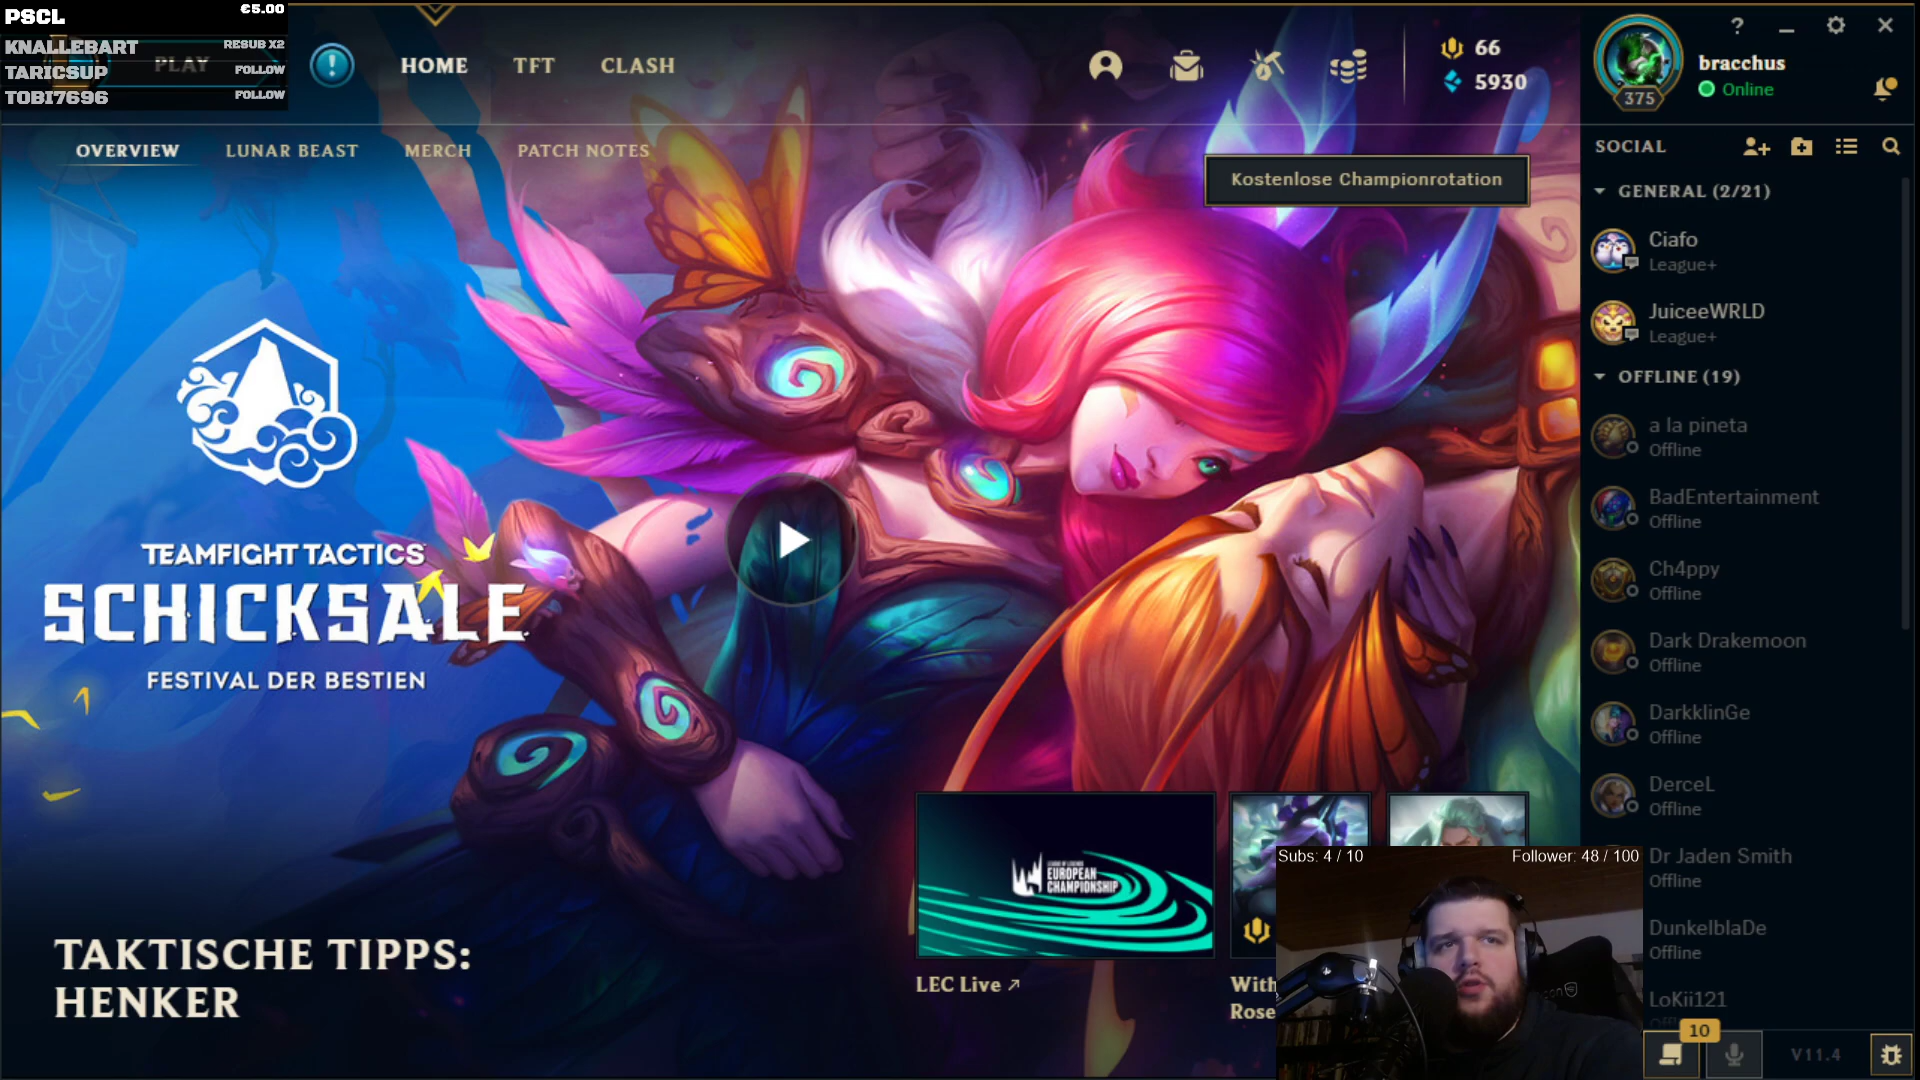 PSCL €5.00
KNALLEBART RESUB X2
TARICSUP FOLLOW
TOBI7696 FOLLOW
PLAY
HOME TFT CLASH
66
5930
375
bracchus
Online
OVERVIEW LUNAR BEAST MERCH PATCH NOTES
Kostenlose Championrotation
SOCIAL
GENERAL (2/21)
Ciafo
League+
JuiceeWRLD
League+
OFFLINE (19)
a la pineta
Offline
BadEntertainment
Offline
Ch4ppy
Offline
Dark Drakemoon
Offline
DarkklinGe
Offline
DerceL
Offline
Dr Jaden Smith
Offline
DunkelblaDe
Offline
LoKii121
TEAMFIGHT TACTICS
SCHICKSALE
FESTIVAL DER BESTIEN
TAKTISCHE TIPPS:
HENKER
EUROPEAN
CHAMPIONSHIP
LEC Live
With
Rose
Subs: 4 / 10 Follower: 48 / 100
10
V11.4